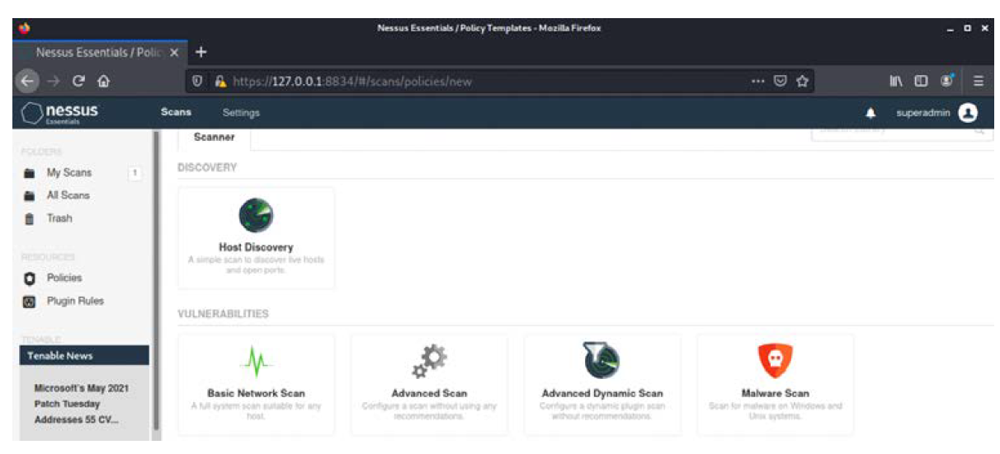 Nessus Essentials / Policy Templates - Mozilla Firefox
Nessus Essentials / Polic
https://127.0.0.1:8834/#/scans/policies/new
nessus
Essentials
Scans
Settings
superadmin
Scanner
FOLDERS
My Scans 1
All Scans
Trash
RESOURCES
Policies
Plugin Rules
TENABLE
Tenable News
Microsoft's May 2021
Patch Tuesday
Addresses 55 CV...
DISCOVERY
Host Discovery
A simple scan to discover live hosts
and open ports.
VULNERABILITIES
Basic Network Scan
A full system scan suitable for any
host.
Advanced Scan
Configure a scan without using any
recommendations.
Advanced Dynamic Scan
Configure a dynamic plugin scan
without recommendations.
Malware Scan
Scan for malware on Windows and
Unix systems.